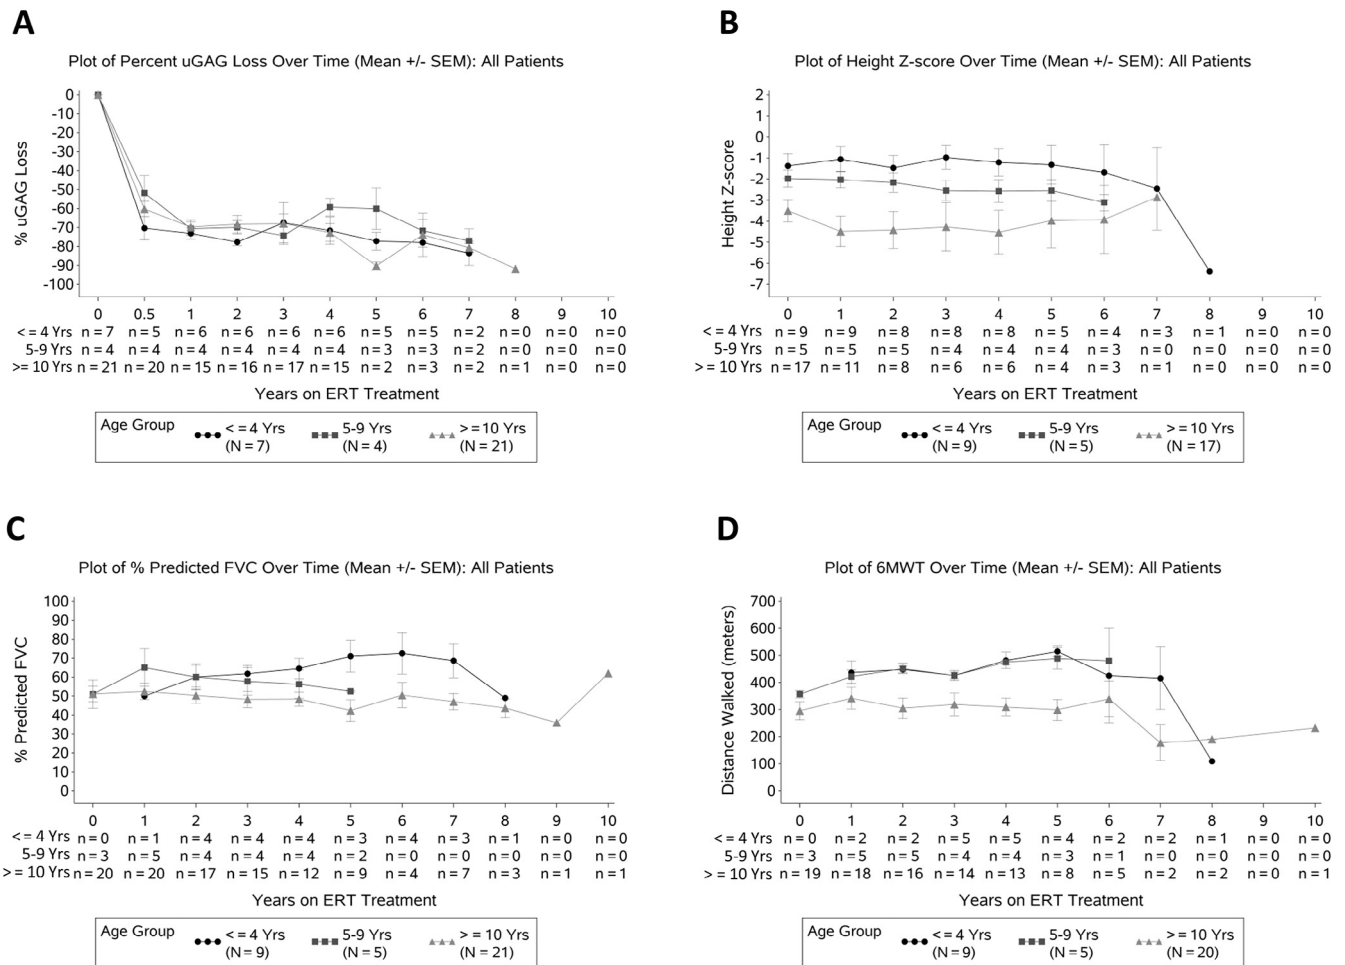 A
Plot of Percent uGAG Loss Over Time (Mean +/- SEM): All Patients
% uGAG Loss
0
-10
-20
-30
-40
-50
-60
-70
-80
-90
-100
0 0.5 1 2 3 4 5 6 7 8 9 10
<= 4 Yrs n=7 n=5 n=6 n=6 n=6 n=6 n=5 n=5 n=2 n=0 n=0 n=0
5-9 Yrs n=4 n=4 n=4 n=4 n=4 n=4 n=3 n=3 n=2 n=0 n=0 n=0
>= 10 Yrs n=21 n=20 n=15 n=16 n=17 n=15 n=2 n=3 n=2 n=1 n=0 n=0
Years on ERT Treatment
Age Group <=4 Yrs 5-9 Yrs >=10 Yrs
(N=7) (N=4) (N=21)
B
Plot of Height Z-score Over Time (Mean +/- SEM): All Patients
Height Z-score
2
1
0
-1
-2
-3
-4
-5
-6
-7
0 1 2 3 4 5 6 7 8 9 10
<= 4 Yrs n=9 n=9 n=8 n=8 n=8 n=5 n=4 n=3 n=1 n=0 n=0
5-9 Yrs n=5 n=5 n=5 n=4 n=4 n=4 n=3 n=0 n=0 n=0 n=0
>= 10 Yrs n=17 n=11 n=8 n=6 n=6 n=4 n=3 n=1 n=0 n=0 n=0
Years on ERT Treatment
Age Group <=4 Yrs 5-9 Yrs >=10 Yrs
(N=9) (N=5) (N=17)
C
Plot of % Predicted FVC Over Time (Mean +/- SEM): All Patients
% Predicted FVC
100
90
80
70
60
50
40
30
20
10
0
0 1 2 3 4 5 6 7 8 9 10
<= 4 Yrs n=0 n=1 n=4 n=4 n=4 n=3 n=3 n=3 n=1 n=0 n=0
5-9 Yrs n=3 n=5 n=4 n=4 n=4 n=2 n=0 n=0 n=0 n=0 n=0
>= 10 Yrs n=20 n=20 n=17 n=15 n=12 n=9 n=4 n=7 n=3 n=1 n=1
Years on ERT Treatment
Age Group <=4 Yrs 5-9 Yrs >=10 Yrs
(N=9) (N=5) (N=21)
D
Plot of 6MWT Over Time (Mean +/- SEM): All Patients
Distance Walked (meters)
700
600
500
400
300
200
100
0
0 1 2 3 4 5 6 7 8 9 10
<= 4 Yrs n=0 n=2 n=2 n=5 n=5 n=4 n=2 n=2 n=1 n=0 n=0
5-9 Yrs n=3 n=5 n=5 n=4 n=4 n=3 n=1 n=0 n=0 n=0 n=0
>= 10 Yrs n=19 n=18 n=16 n=14 n=13 n=8 n=5 n=2 n=2 n=0 n=1
Years on ERT Treatment
Age Group <=4 Yrs 5-9 Yrs >=10 Yrs
(N=9) (N=5) (N=20)